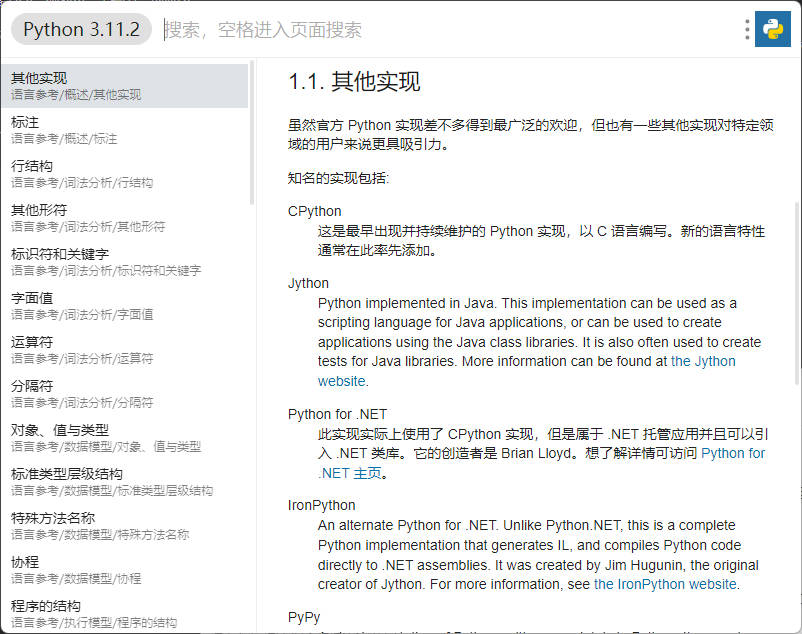 Python 3.11.2
搜索，空格进入页面搜索
其他实现
语言参考/概述/其他实现
标注
语言参考/概述/标注
行结构
语言参考/词法分析/行结构
其他形符
语言参考/词法分析/其他形符
标识符和关键字
语言参考/词法分析/标识符和关键字
字面值
语言参考/词法分析/字面值
运算符
语言参考/词法分析/运算符
分隔符
语言参考/词法分析/分隔符
对象、值与类型
语言参考/数据模型/对象、值与类型
标准类型层级结构
语言参考/数据模型/标准类型层级结构
特殊方法名称
语言参考/数据模型/特殊方法名称
协程
语言参考/数据模型/协程
程序的结构
语言参考/执行模型/程序的结构
1.1. 其他实现
虽然官方 Python 实现差不多得到最广泛的欢迎，但也有一些其他实现对特定领
域的用户来说更具吸引力。
知名的实现包括:
CPython
这是最早出现并持续维护的 Python 实现，以 C 语言编写。新的语言特性
通常在此率先添加。
Jython
Python implemented in Java. This implementation can be used as a
scripting language for Java applications, or can be used to create
applications using the Java class libraries. It is also often used to create
tests for Java libraries. More information can be found at the Jython
website.
Python for .NET
此实现实际上使用了 CPython 实现，但是属于 .NET 托管应用并且可以引
入 .NET 类库。它的创造者是 Brian Lloyd。想了解详情可访问 Python for
.NET 主页。
IronPython
An alternate Python for .NET. Unlike Python.NET, this is a complete
Python implementation that generates IL, and compiles Python code
directly to .NET assemblies. It was created by Jim Hugunin, the original
creator of Jython. For more information, see the IronPython website.
PyPy